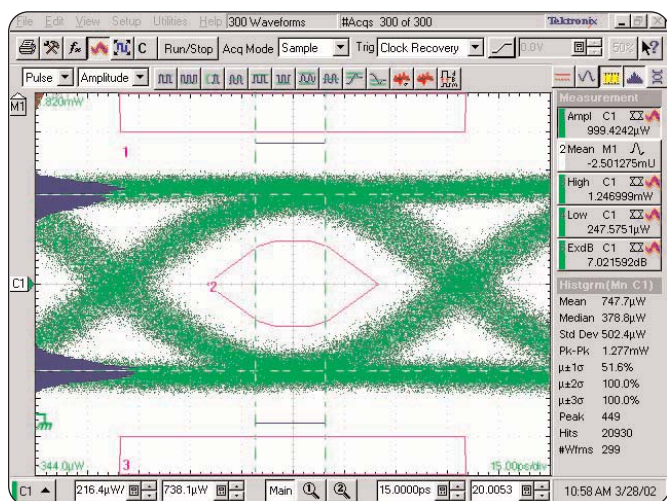 File Edit View Setup Utilities Help 300 Waveforms #Acqs 300 of 300 Tektronix
fx C Run/Stop Acq Mode Sample Trig Clock Recovery 0.0V 50% ?
Pulse Amplitude
M1
.820mW
1
2
C1
3
344.0µW
15.00ps/div
Measurement
Ampl C1
999.4242µW
2 Mean M1
-2.501275mU
High C1
1.246999mW
Low C1
247.5751µW
ExdB C1
7.021592dB
Histgrm(Mn C1)
Mean 747.7µW
Median 378.8µW
Std Dev 502.4µW
Pk-Pk 1.277mW
µ±1σ 51.6%
µ±2σ 100.0%
µ±3σ 100.0%
Peak 449
Hits 20930
#Wfms 299
C1 216.4µW/ 738.1µW Main 1 2 15.0000ps 20.0053 10:58 AM 3/28/02